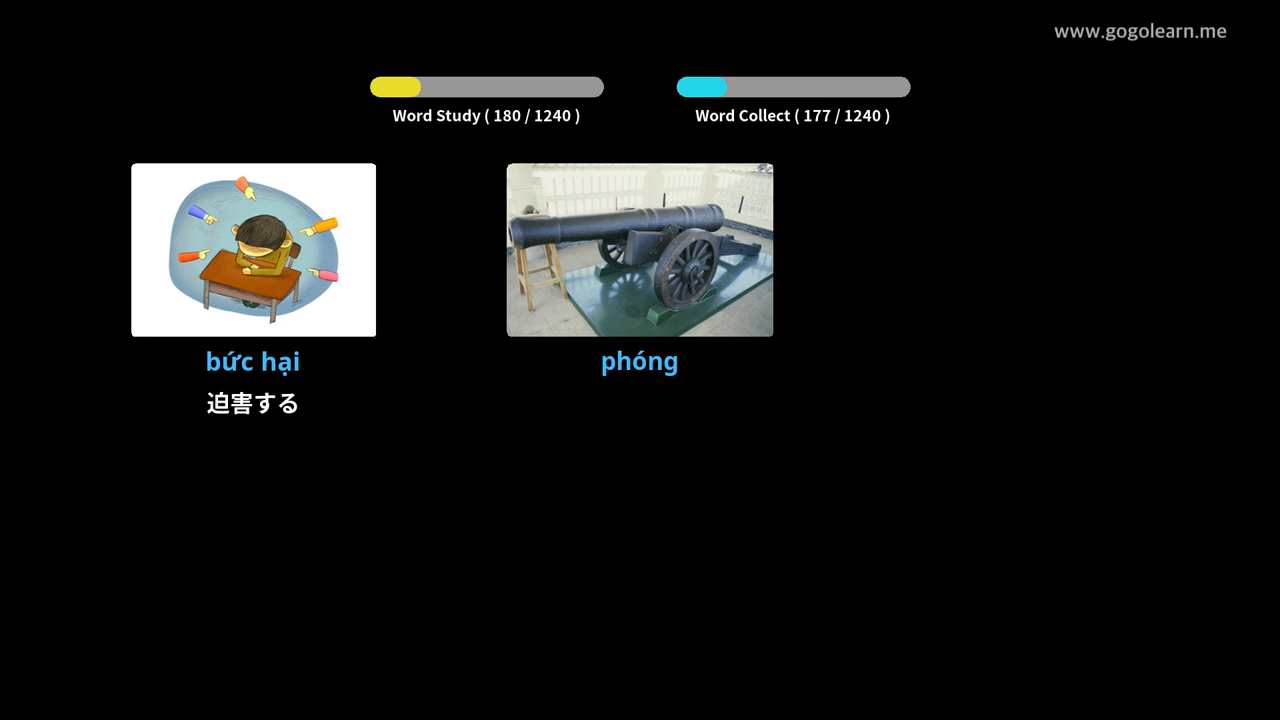 www.gogolearn.me
Word Study ( 180 / 1240 )
Word Collect ( 177 / 1240 )
bức hại
phóng
迫害する